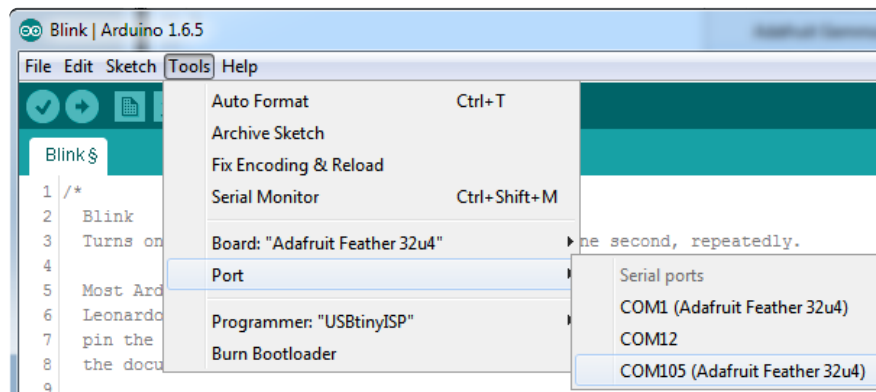 Blink | Arduino 1.6.5
File Edit Sketch Tools Help
Auto Format Ctrl+T
Archive Sketch
Fix Encoding & Reload
Serial Monitor Ctrl+Shift+M
Board: "Adafruit Feather 32u4"
Port
Programmer: "USBtinyISP"
Burn Bootloader
Serial ports
COM1 (Adafruit Feather 32u4)
COM12
COM105 (Adafruit Feather 32u4)
Blink §
1 /*
2 Blink
3 Turns on ne second, repeatedly.
4
5 Most Ard
6 Leonardo
7 pin the
8 the docu
9